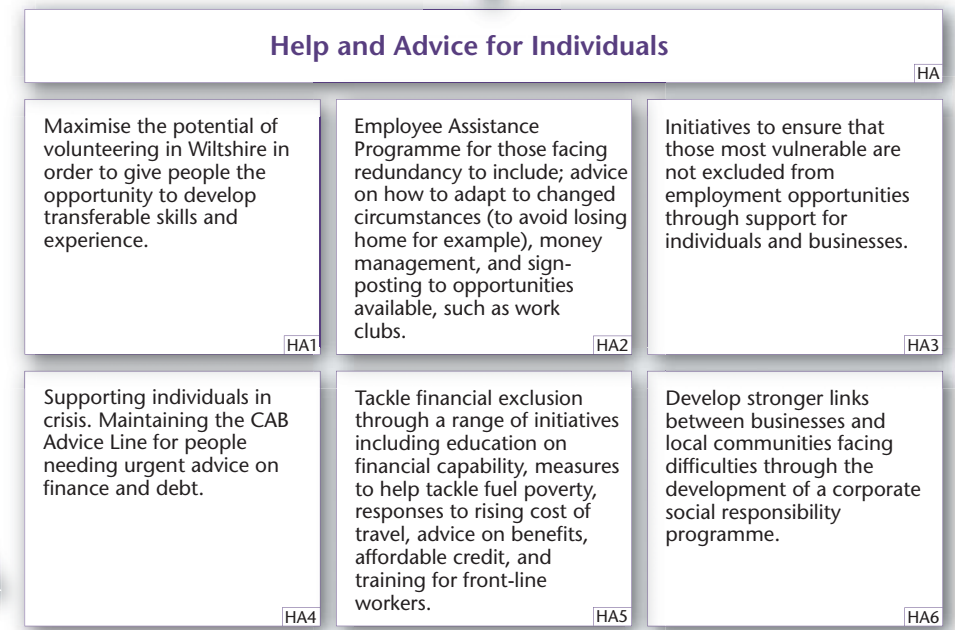 Help and Advice for Individuals
HA
Maximise the potential of
volunteering in Wiltshire in
order to give people the
opportunity to develop
transferable skills and
experience.
HA1
Employee Assistance
Programme for those facing
redundancy to include; advice
on how to adapt to changed
circumstances (to avoid losing
home for example), money
management, and sign-
posting to opportunities
available, such as work
clubs.
HA2
Initiatives to ensure that
those most vulnerable are
not excluded from
employment opportunities
through support for
individuals and businesses.
HA3
Supporting individuals in
crisis. Maintaining the CAB
Advice Line for people
needing urgent advice on
finance and debt.
HA4
Tackle financial exclusion
through a range of initiatives
including education on
financial capability, measures
to help tackle fuel poverty,
responses to rising cost of
travel, advice on benefits,
affordable credit, and
training for front-line
workers.
HA5
Develop stronger links
between businesses and
local communities facing
difficulties through the
development of a corporate
social responsibility
programme.
HA6